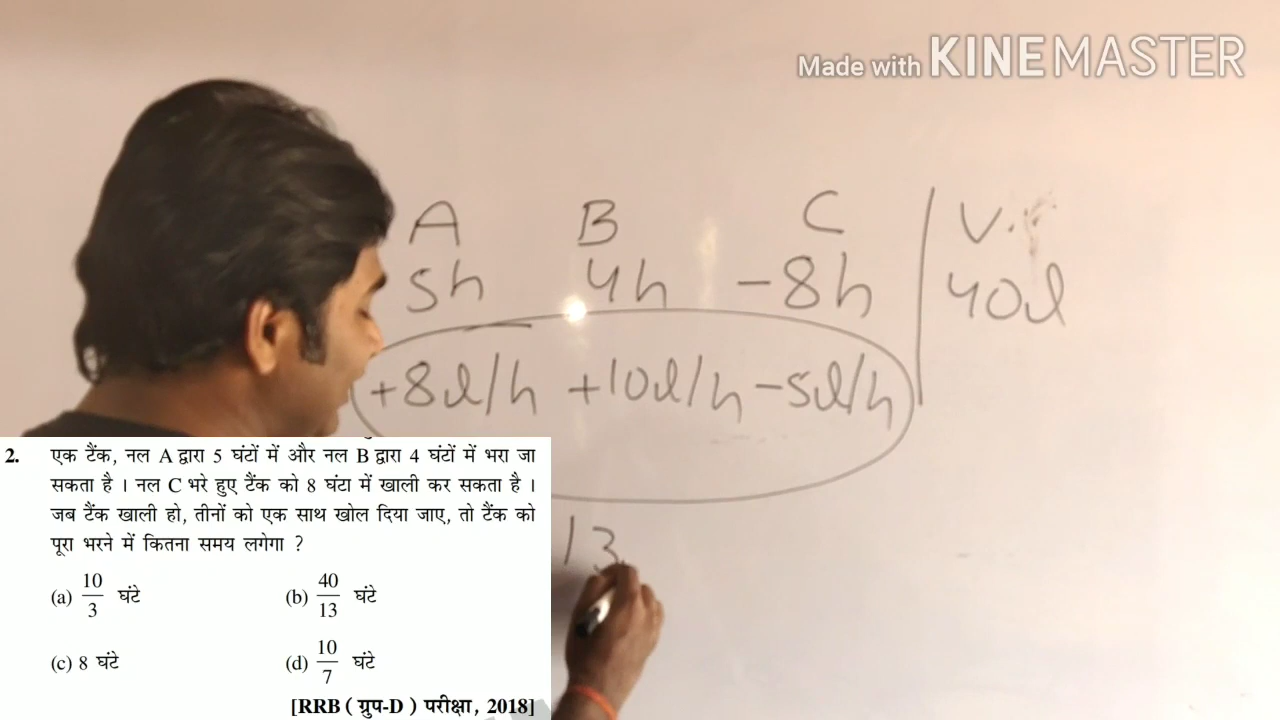 Made with KINEMASTER
A B C V.
5h 4h -8h 40l
+8l/h +10l/h -5l/h
13
2. एक टैंक, नल A द्वारा 5 घंटों में और नल B द्वारा 4 घंटों में भरा जा
सकता है । नल C भरे हुए टैंक को 8 घंटा में खाली कर सकता है ।
जब टैंक खाली हो, तीनों को एक साथ खोल दिया जाए, तो टैंक को
पूरा भरने में कितना समय लगेगा ?
(a) 10/3 घंटे (b) 40/13 घंटे
(c) 8 घंटे (d) 10/7 घंटे
[RRB ( ग्रुप-D ) परीक्षा, 2018]